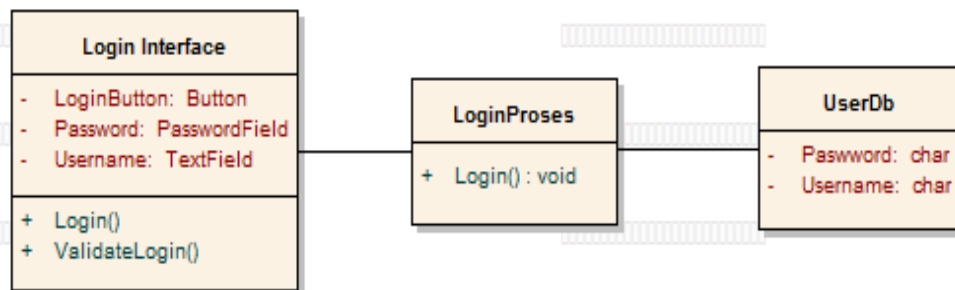 Login Interface
- LoginButton: Button
- Password: PasswordField
- Username: TextField
+ Login()
+ ValidateLogin()
LoginProses
+ Login() : void
UserDb
- Paswword: char
- Username: char